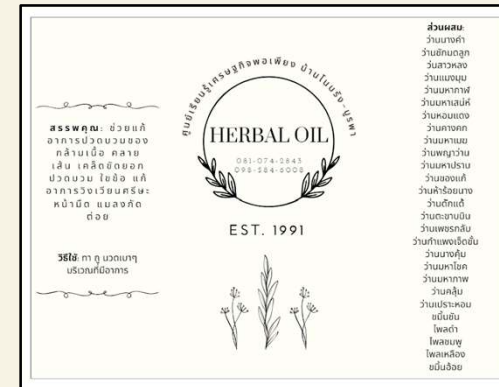 สรรพคุณ: ช่วยแก้
อาการปวดบวมของ
กล้ามเนื้อ คลาย
เส้น เคล็ดขัดยอก
ปวดบวม ไขข้อ แก้
อาการวิงเวียนศรีษะ
หน้ามืด แมลงกัด
ต่อย
วิธีใช้: ทา ถู นวดเบาๆ
บริเวณที่มีอาการ
ศูนย์เรียนรู้เศรษฐกิจพอเพียง บ้านโนนรัง-บูรพา
HERBAL OIL
081-074-2843
EST. 1991
ส่วนผสม:
ว่านนางคำ
ว่านชักมดลูก
ว่านสาวหลง
ว่านแมงมุม
ว่านมหากาฬ
ว่านมหาเสน่ห์
ว่านหอมแดง
ว่านคางคก
ว่านมหาเมฆ
ว่านพญาว่าน
ว่านมหาปราบ
ว่านของแก้
ว่านห้าร้อยนาง
ว่านตีกแต้
ว่านตะขาบบิน
ว่านเพชรกลับ
ว่านกำแพงเจ็ดชั้น
ว่านนางคุ้ม
ว่านมหาโชค
ว่านมหาภาพ
ว่านคลุ้ม
ว่านเปราะหอม
ขมิ้นชัน
ไพลดำ
ไพลชมพู
ไพลเหลือง
ขมิ้นอ้อย